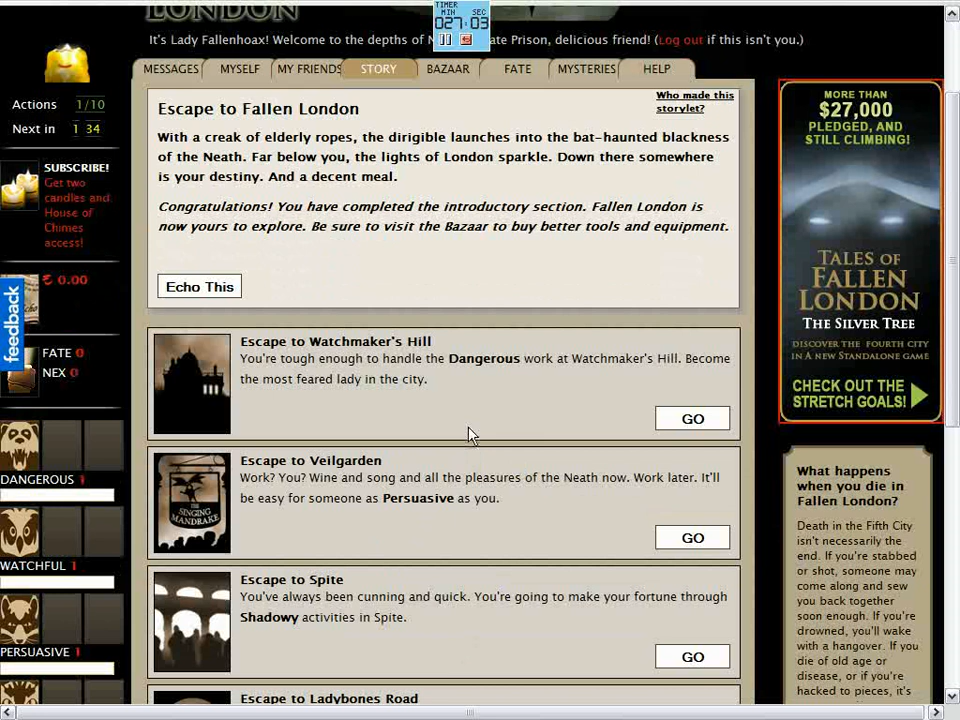 LONDON
TIMER
MIN SEC
027:03
It's Lady Fallenhoax! Welcome to the depths of N ate Prison, delicious friend! (Log out if this isn't you.)
MESSAGES MYSELF MY FRIENDS STORY BAZAAR FATE MYSTERIES HELP
Actions 1/10
Next in 1 34
SUBSCRIBE!
Get two
candles and
House of
Chimes
access!
0.00
feedback
FATE 0
NEX 0
DANGEROUS 1
WATCHFUL 1
PERSUASIVE 1
Escape to Fallen London
Who made this
storylet?
With a creak of elderly ropes, the dirigible launches into the bat-haunted blackness
of the Neath. Far below you, the lights of London sparkle. Down there somewhere
is your destiny. And a decent meal.
Congratulations! You have completed the introductory section. Fallen London is
now yours to explore. Be sure to visit the Bazaar to buy better tools and equipment.
Echo This
Escape to Watchmaker's Hill
You're tough enough to handle the Dangerous work at Watchmaker's Hill. Become
the most feared lady in the city.
GO
THE
SINGING
MANDRAKE
Escape to Veilgarden
Work? You? Wine and song and all the pleasures of the Neath now. Work later. It'll
be easy for someone as Persuasive as you.
GO
Escape to Spite
You've always been cunning and quick. You're going to make your fortune through
Shadowy activities in Spite.
GO
Escape to Ladybones Road
MORE THAN
$27,000
PLEDGED, AND
STILL CLIMBING!
TALES OF
FALLEN
LONDON
THE SILVER TREE
DISCOVER THE FOURTH CITY
IN A NEW STANDALONE GAME
CHECK OUT THE
STRETCH GOALS!
What happens
when you die in
Fallen London?
Death in the Fifth City
isn't necessarily the
end. If you're stabbed
or shot, someone may
come along and sew
you back together
soon enough. If you're
drowned, you'll wake
with a hangover. If you
die of old age or
disease, or if you're
hacked to pieces, it's